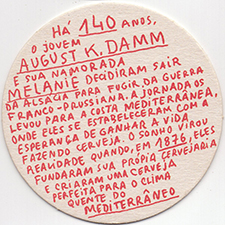 HÁ 140 ANOS,
O JOVEM
AUGUST K. DAMM
E SUA NAMORADA
MELANIE DECIDIRAM SAIR
DA ALSÁCIA PARA FUGIR DA GUERRA
FRANCO-PRUSSIANA. A JORNADA OS
LEVOU PARA A COSTA MEDITERRÂNEA,
ONDE ELES SE ESTABELECERAM COM A
ESPERANÇA DE GANHAR A VIDA
FAZENDO CERVEJA. O SONHO VIROU
REALIDADE QUANDO, EM 1876, ELES
FUNDARAM SUA PRÓPRIA CERVEJARIA
E CRIARAM UMA CERVEJA
PERFEITA PARA O CLIMA
QUENTE DO
MEDITERRÂNEO.